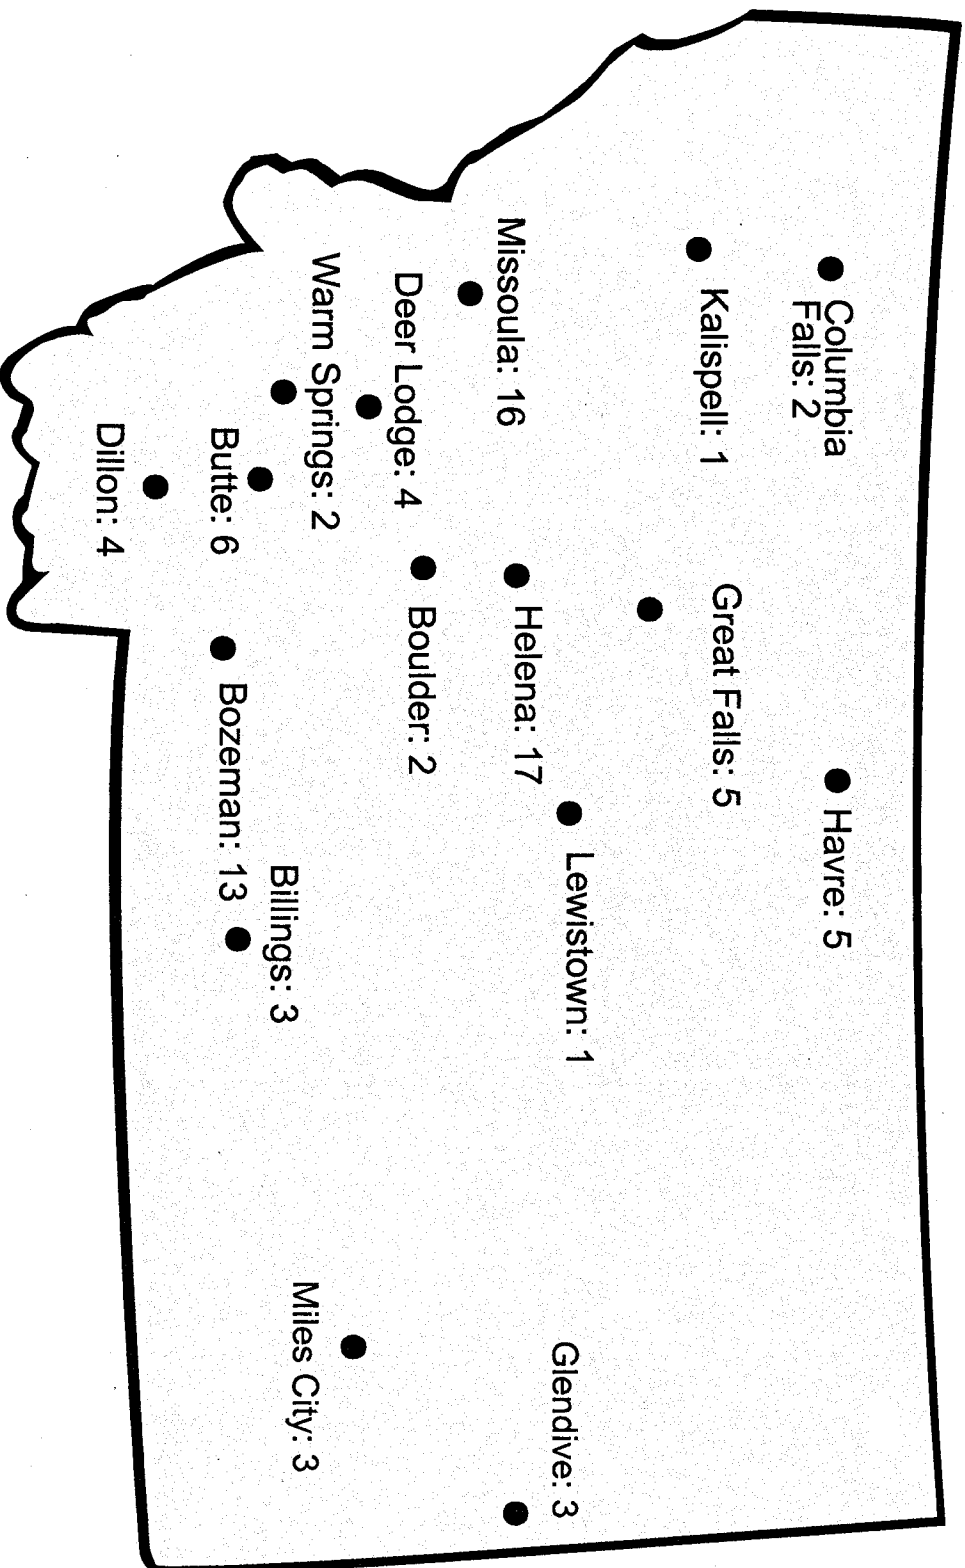 Columbia
Falls: 2
Kalispell: 1
Havre: 5
Great Falls: 5
Missoula: 16
Helena: 17
Lewistown: 1
Glendive: 3
Deer Lodge: 4
Boulder: 2
Warm Springs: 2
Butte: 6
Billings: 3
Miles City: 3
Bozeman: 13
Dillon: 4